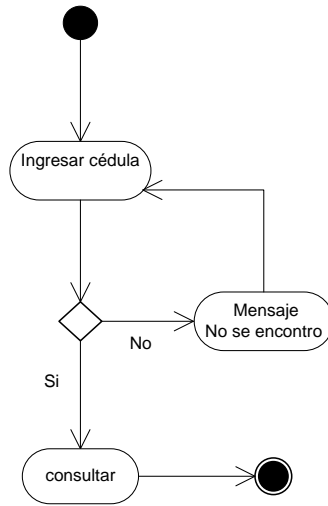 Ingresar cédula
Mensaje
No se encontro
No
Si
consultar